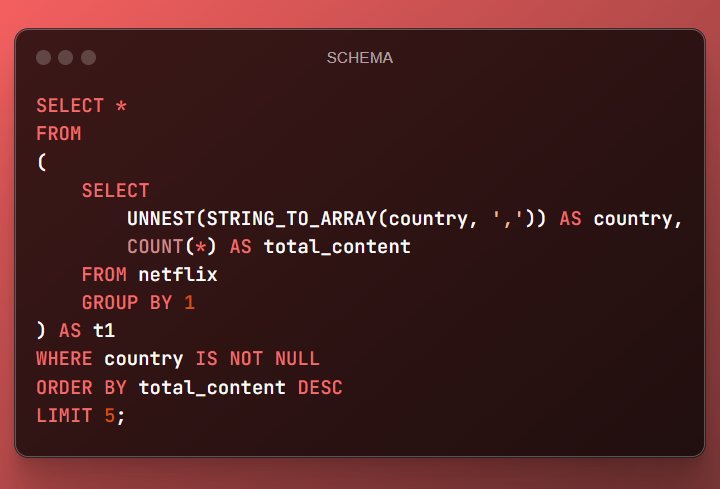 SCHEMA
SELECT *
FROM
(
    SELECT
        UNNEST(STRING_TO_ARRAY(country, ',')) AS country,
        COUNT(*) AS total_content
    FROM netflix
    GROUP BY 1
) AS t1
WHERE country IS NOT NULL
ORDER BY total_content DESC
LIMIT 5;